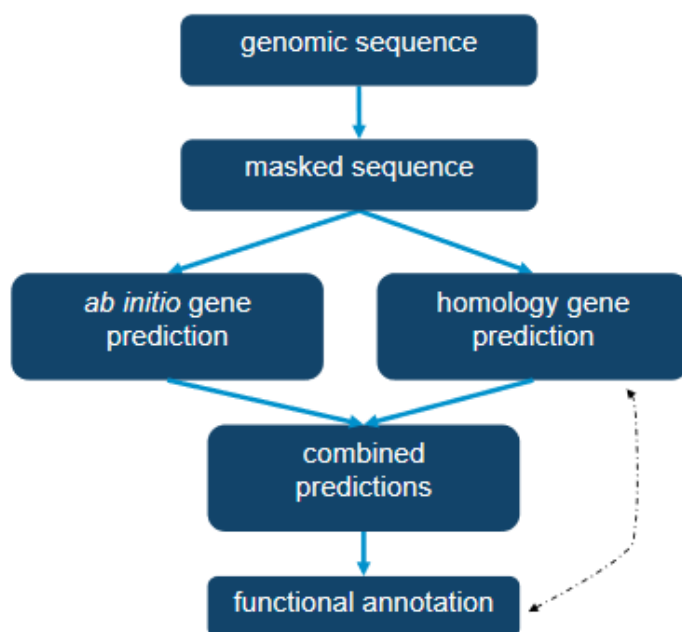 genomic sequence
masked sequence
ab initio gene
prediction
homology gene
prediction
combined
predictions
functional annotation